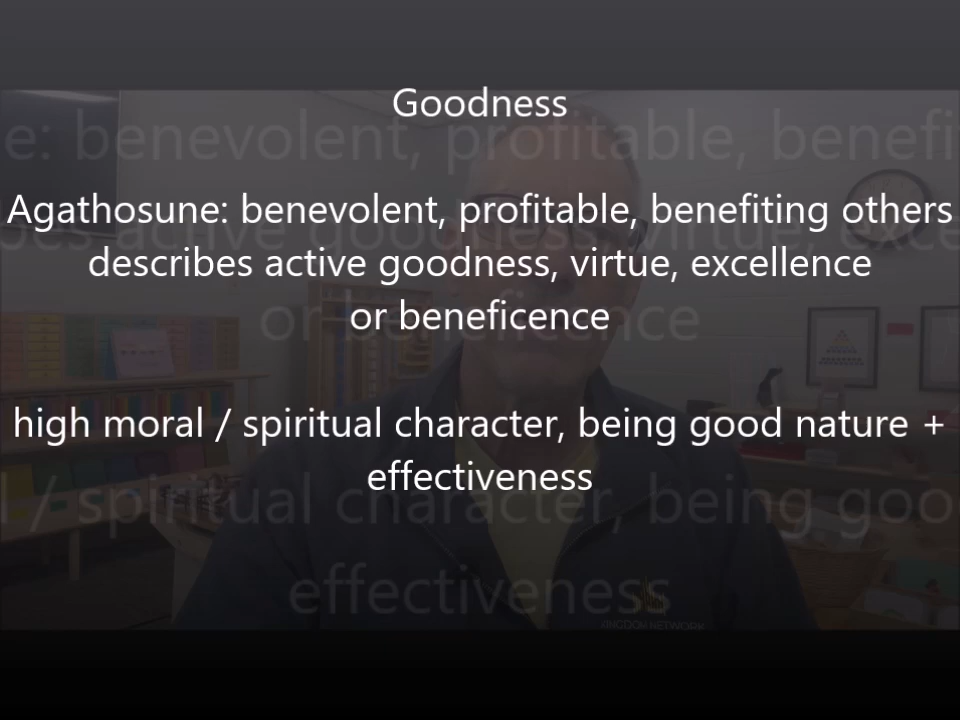 Goodness
Agathosune: benevolent, profitable, benefiting others
describes active goodness, virtue, excellence
or beneficence
high moral / spiritual character, being good nature +
effectiveness